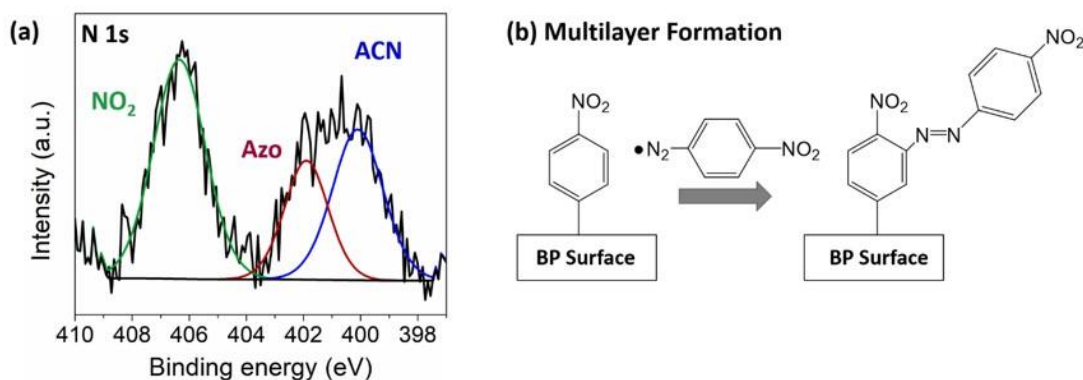 (a)
N 1s
NO₂
Azo
ACN
Intensity (a.u.)
410 408 406 404 402 400 398
Binding energy (eV)
(b) Multilayer Formation
NO₂
•N₂
NO₂
BP Surface
NO₂
NO₂
N=N
BP Surface